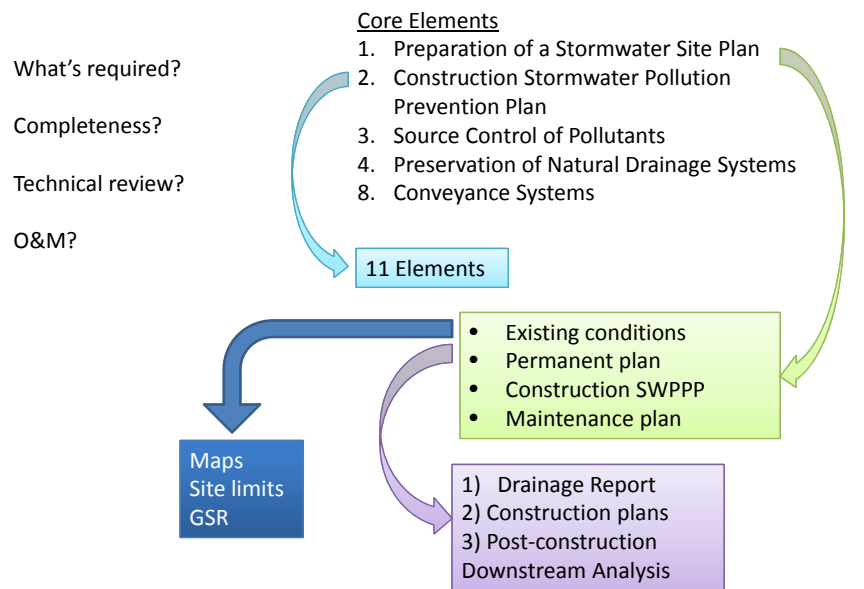 What's required?
Completeness?
Technical review?
O&M?
Core Elements
1. Preparation of a Stormwater Site Plan
2. Construction Stormwater Pollution
Prevention Plan
3. Source Control of Pollutants
4. Preservation of Natural Drainage Systems
8. Conveyance Systems
11 Elements
• Existing conditions
• Permanent plan
• Construction SWPPP
• Maintenance plan
Maps
Site limits
GSR
1) Drainage Report
2) Construction plans
3) Post-construction
Downstream Analysis